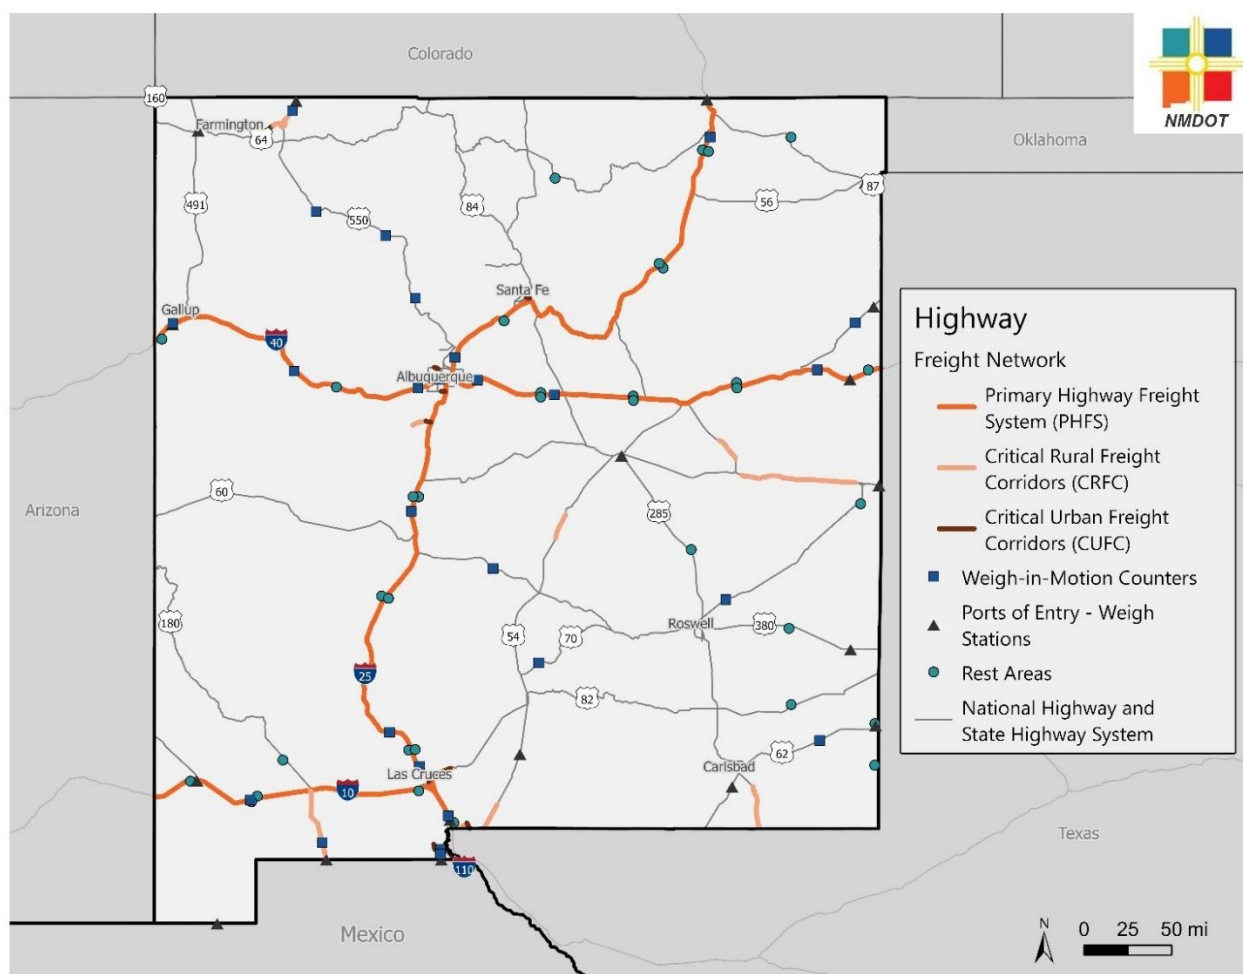 Colorado
NMDOT
160
Farmington
64
Oklahoma
491
550
84
56
87
Santa Fe
Gallup
40
Albuquerque
Highway
Freight Network
Primary Highway Freight
System (PHFS)
Critical Rural Freight
Corridors (CRFC)
Critical Urban Freight
Corridors (CUFC)
Weigh-in-Motion Counters
Ports of Entry - Weigh
Stations
Rest Areas
National Highway and
State Highway System
60
Arizona
285
180
54
70
Roswell
380
25
82
62
Las Cruces
Carlsbad
10
110
Texas
Mexico
N
0 25 50 mi